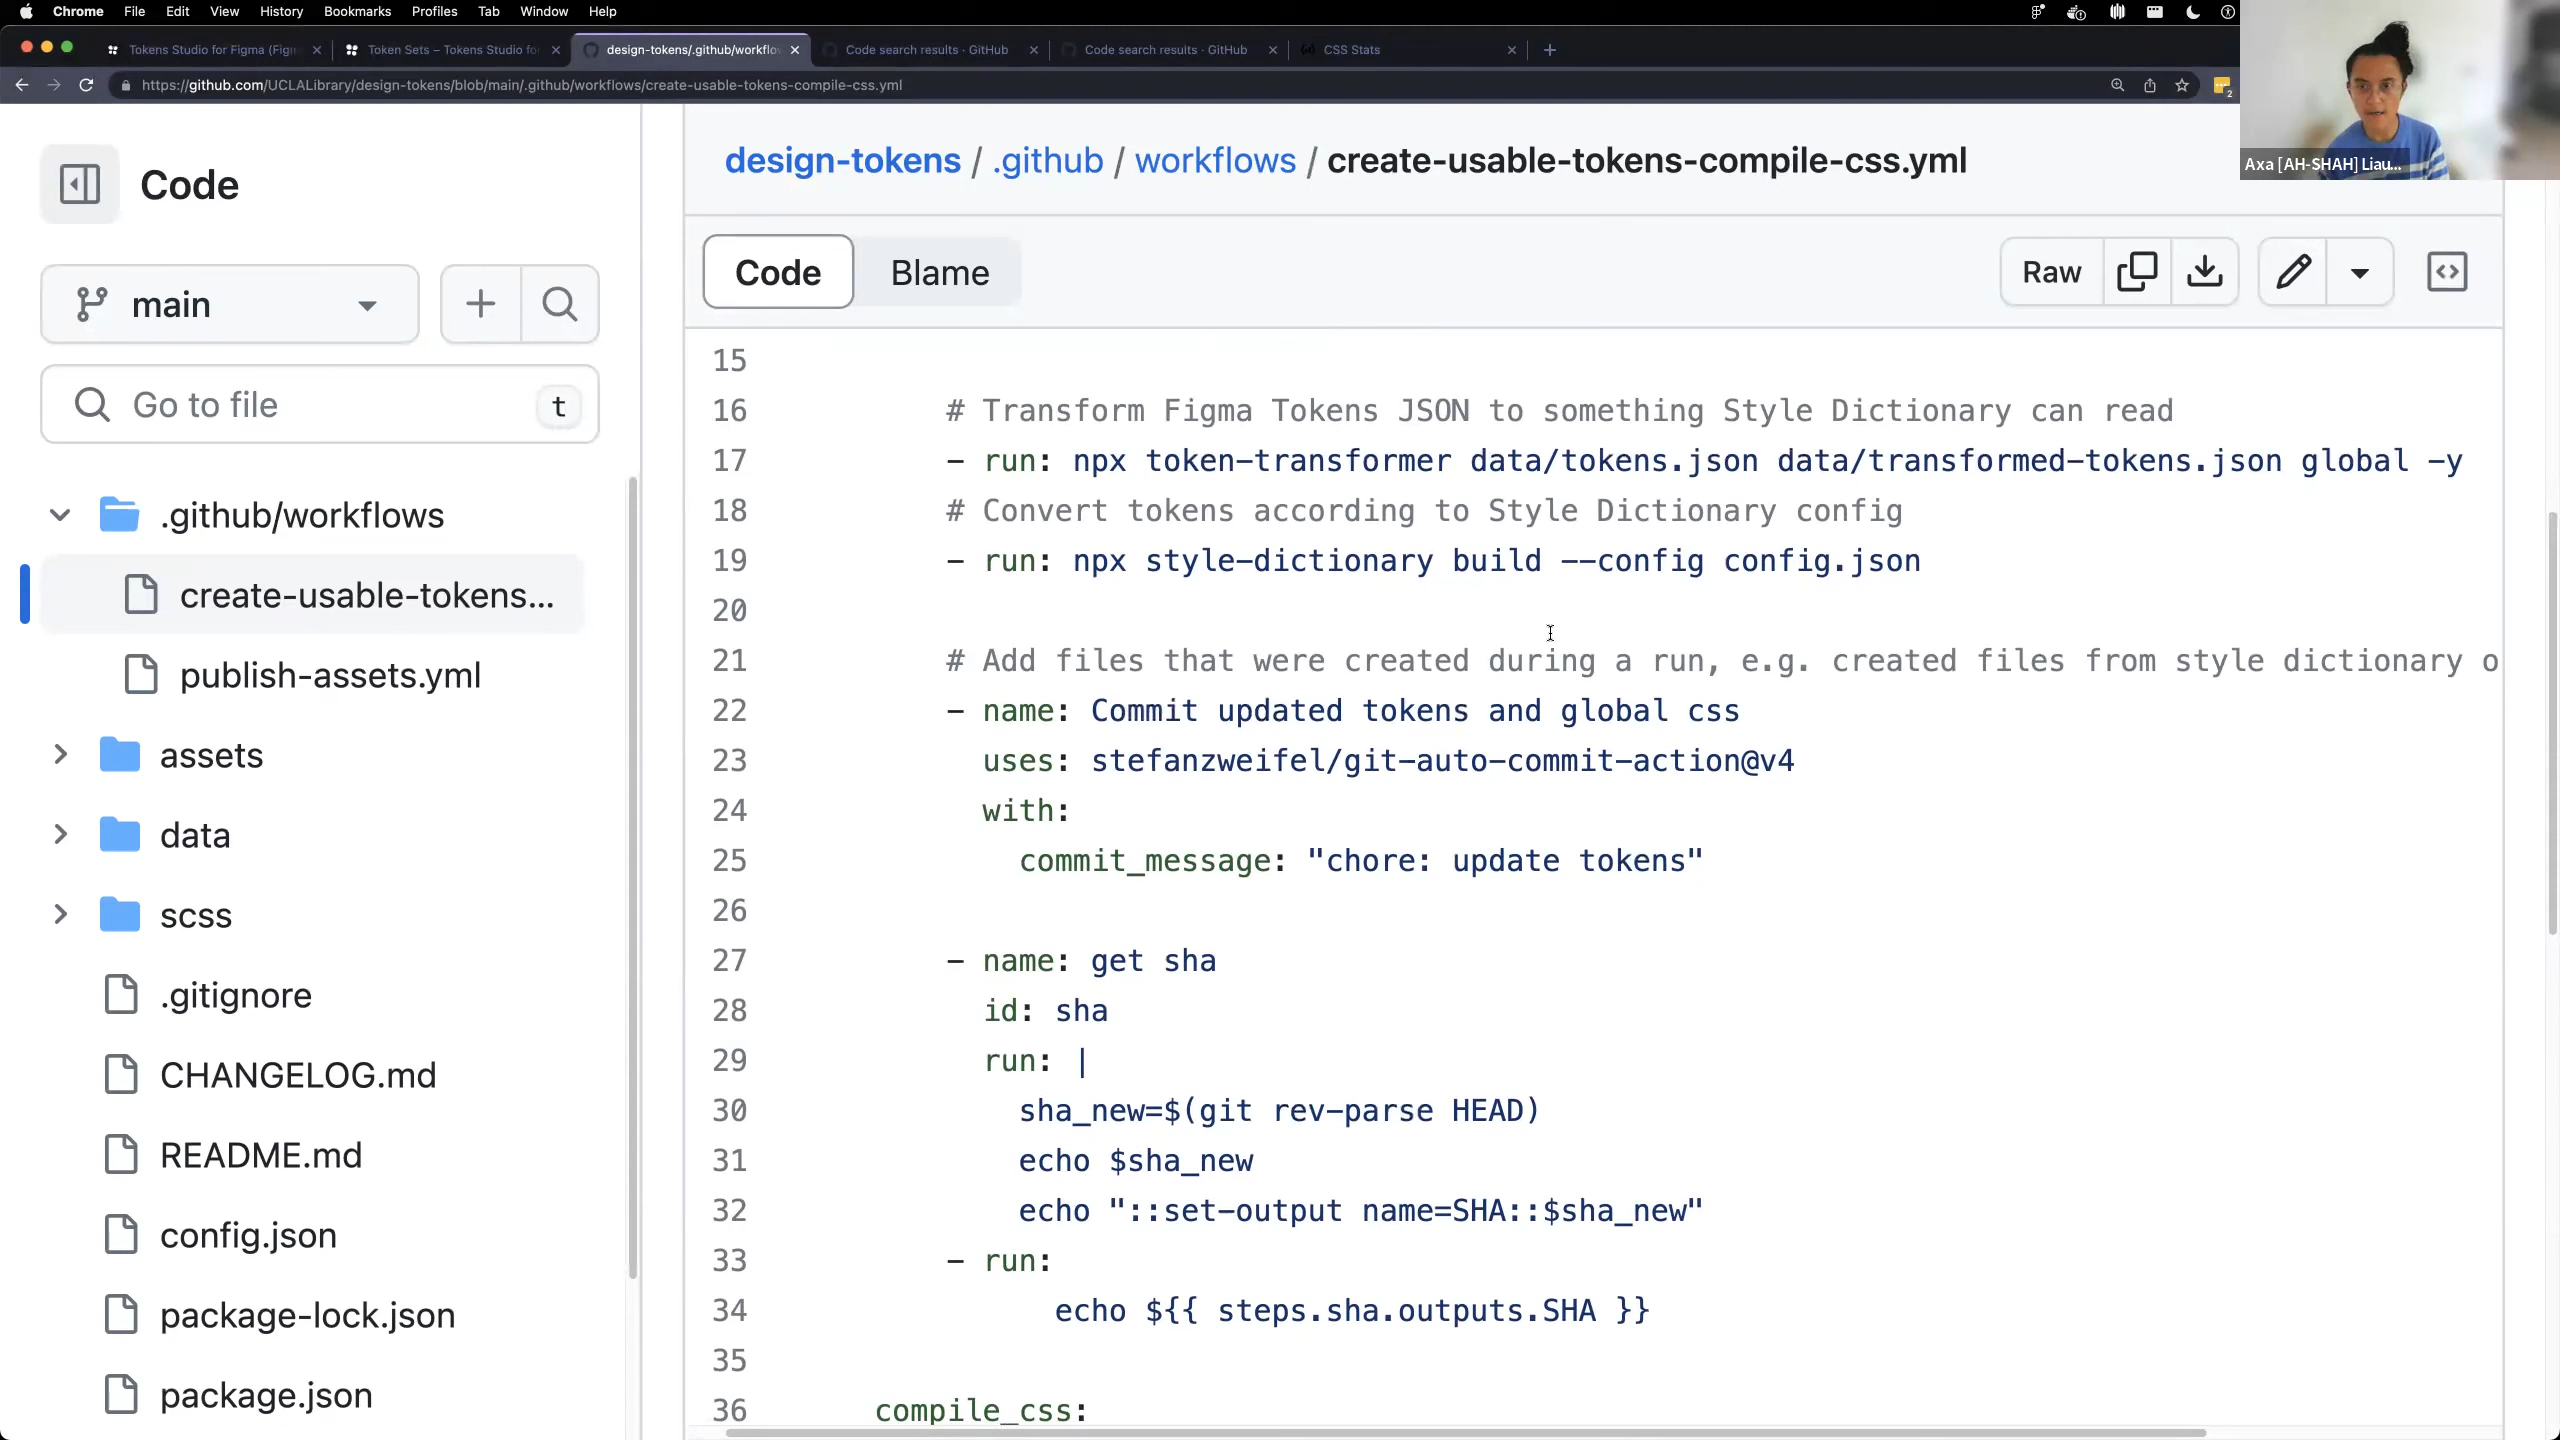 Chrome File Edit View History Bookmarks Profiles Tab Window Help
Tokens Studio for Figma (Figm
Token Sets – Tokens Studio fo
design-tokens/.github/workflo
Code search results · GitHub
Code search results · GitHub
CSS Stats
https://github.com/UCLALibrary/design-tokens/blob/main/.github/workflows/create-usable-tokens-compile-css.yml
2
Axa [AH-SHAH] Liau...
Code
main
Go to file
t
.github/workflows
create-usable-tokens...
publish-assets.yml
assets
data
scss
.gitignore
CHANGELOG.md
README.md
config.json
package-lock.json
package.json
design-tokens / .github / workflows / create-usable-tokens-compile-css.yml
Code Blame Raw
15
16 # Transform Figma Tokens JSON to something Style Dictionary can read
17 - run: npx token-transformer data/tokens.json data/transformed-tokens.json global -y
18 # Convert tokens according to Style Dictionary config
19 - run: npx style-dictionary build --config config.json
20
21 # Add files that were created during a run, e.g. created files from style dictionary o
22 - name: Commit updated tokens and global css
23 uses: stefanzweifel/git-auto-commit-action@v4
24 with:
25 commit_message: "chore: update tokens"
26
27 - name: get sha
28 id: sha
29 run: |
30 sha_new=$(git rev-parse HEAD)
31 echo $sha_new
32 echo "::set-output name=SHA::$sha_new"
33 - run:
34 echo ${{ steps.sha.outputs.SHA }}
35
36 compile_css: